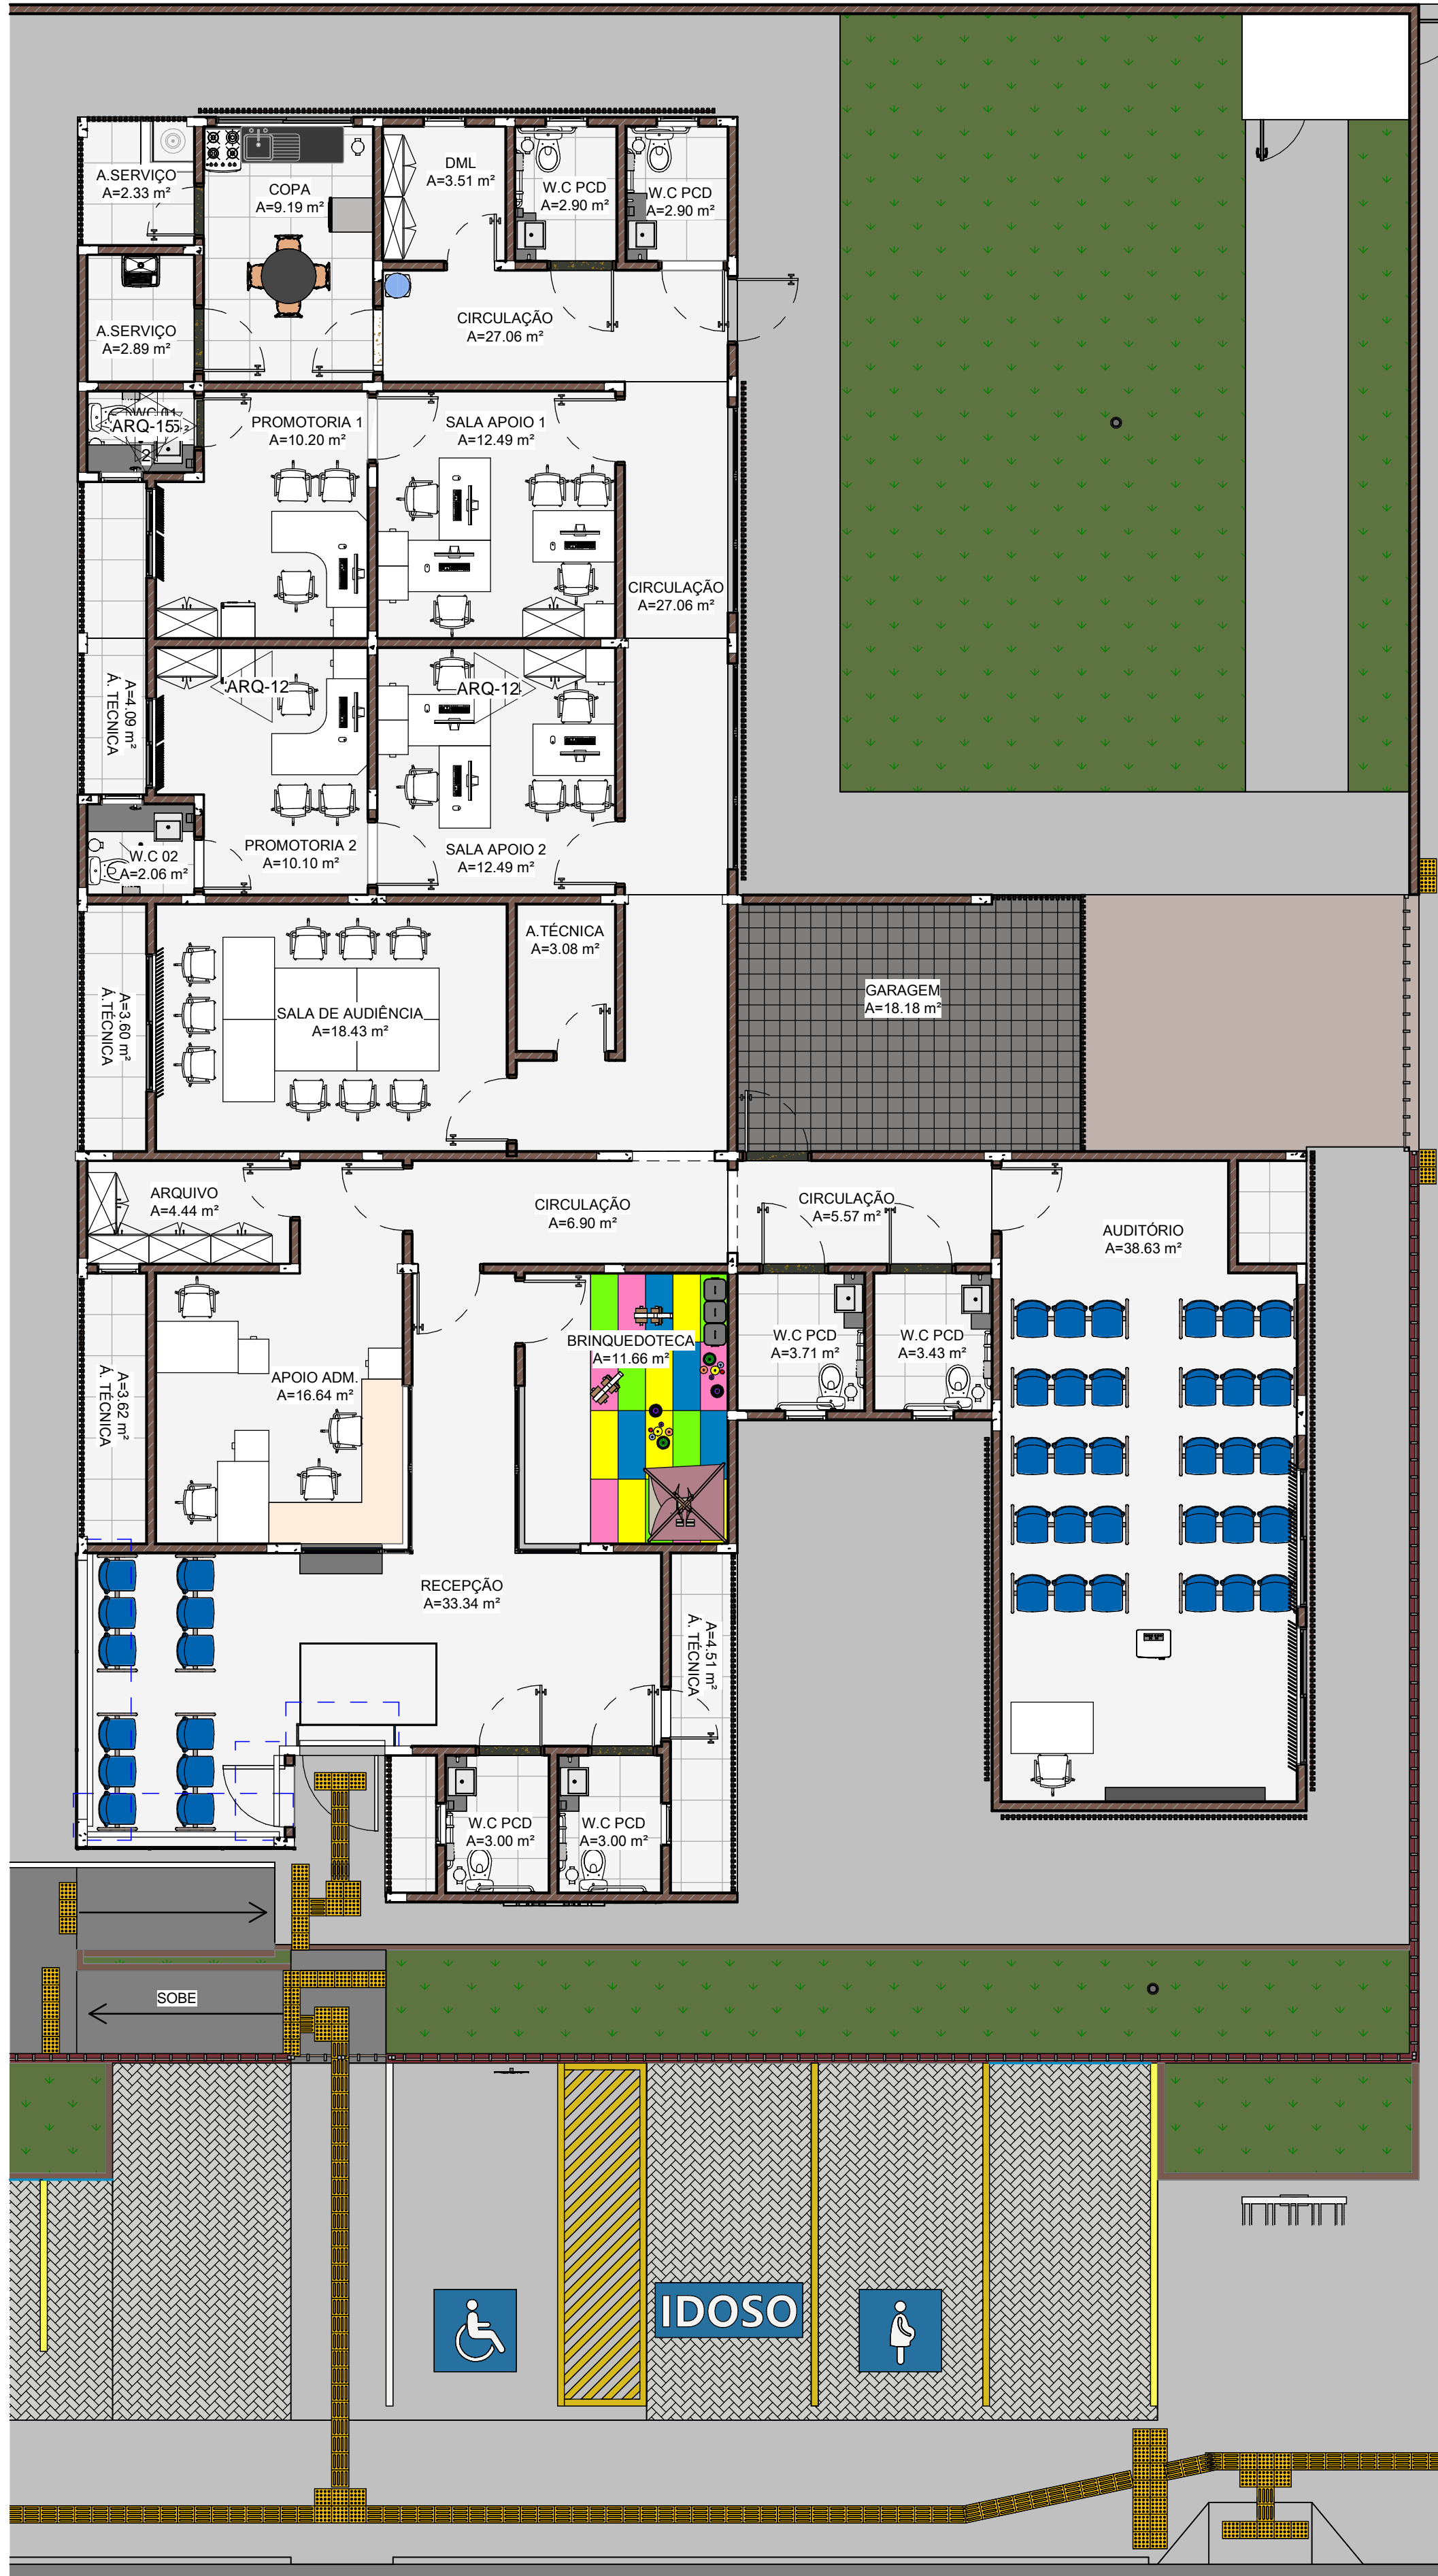 A.SERVIÇO
A=2.33 m²
COPA
A=9.19 m²
DML
A=3.51 m²
W.C PCD
A=2.90 m²
W.C PCD
A=2.90 m²
A.SERVIÇO
A=2.89 m²
CIRCULAÇÃO
A=27.06 m²
W.C 01
ARQ-15
2
PROMOTORIA 1
A=10.20 m²
SALA APOIO 1
A=12.49 m²
CIRCULAÇÃO
A=27.06 m²
Á. TECNICA
A=4.09 m²
ARQ-12
ARQ-12
W.C 02
A=2.06 m²
PROMOTORIA 2
A=10.10 m²
SALA APOIO 2
A=12.49 m²
A.TÉCNICA
A=3.08 m²
Á.TÉCNICA
A=3.60 m²
SALA DE AUDIÊNCIA
A=18.43 m²
GARAGEM
A=18.18 m²
ARQUIVO
A=4.44 m²
CIRCULAÇÃO
A=6.90 m²
CIRCULAÇÃO
A=5.57 m²
AUDITÓRIO
A=38.63 m²
Á. TÉCNICA
A=3.62 m²
APOIO ADM.
A=16.64 m²
BRINQUEDOTECA
A=11.66 m²
W.C PCD
A=3.71 m²
W.C PCD
A=3.43 m²
RECEPÇÃO
A=33.34 m²
Á. TÉCNICA
A=4.51 m²
W.C PCD
A=3.00 m²
W.C PCD
A=3.00 m²
SOBE
IDOSO